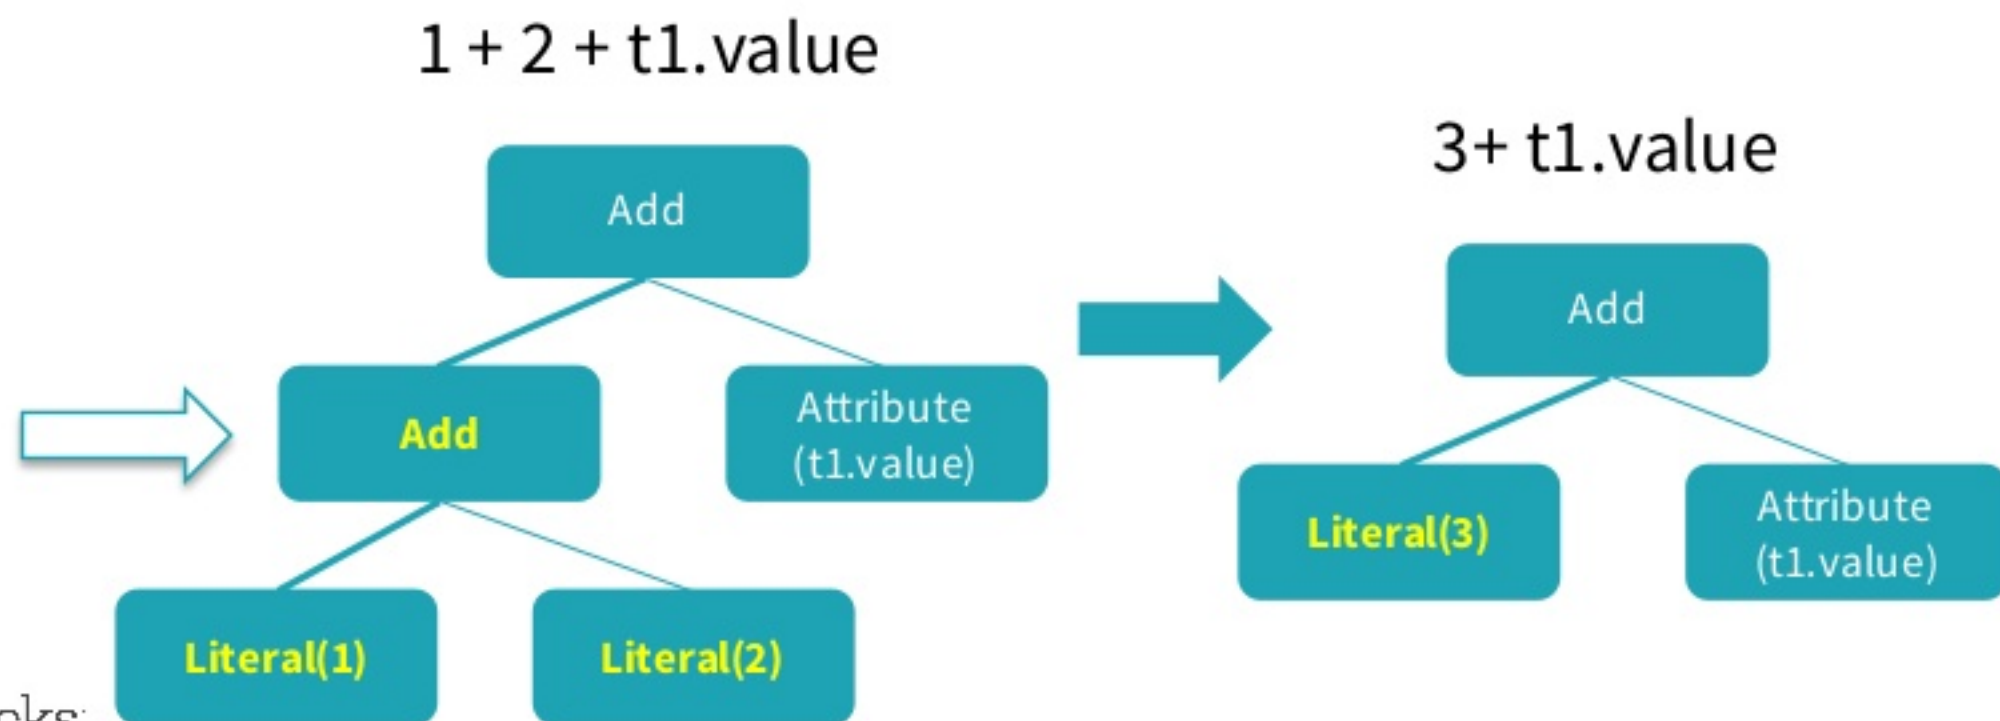 1 + 2 + t1.value
Add
Add
Attribute
(t1.value)
Literal(1)
Literal(2)
3+ t1.value
Add
Literal(3)
Attribute
(t1.value)